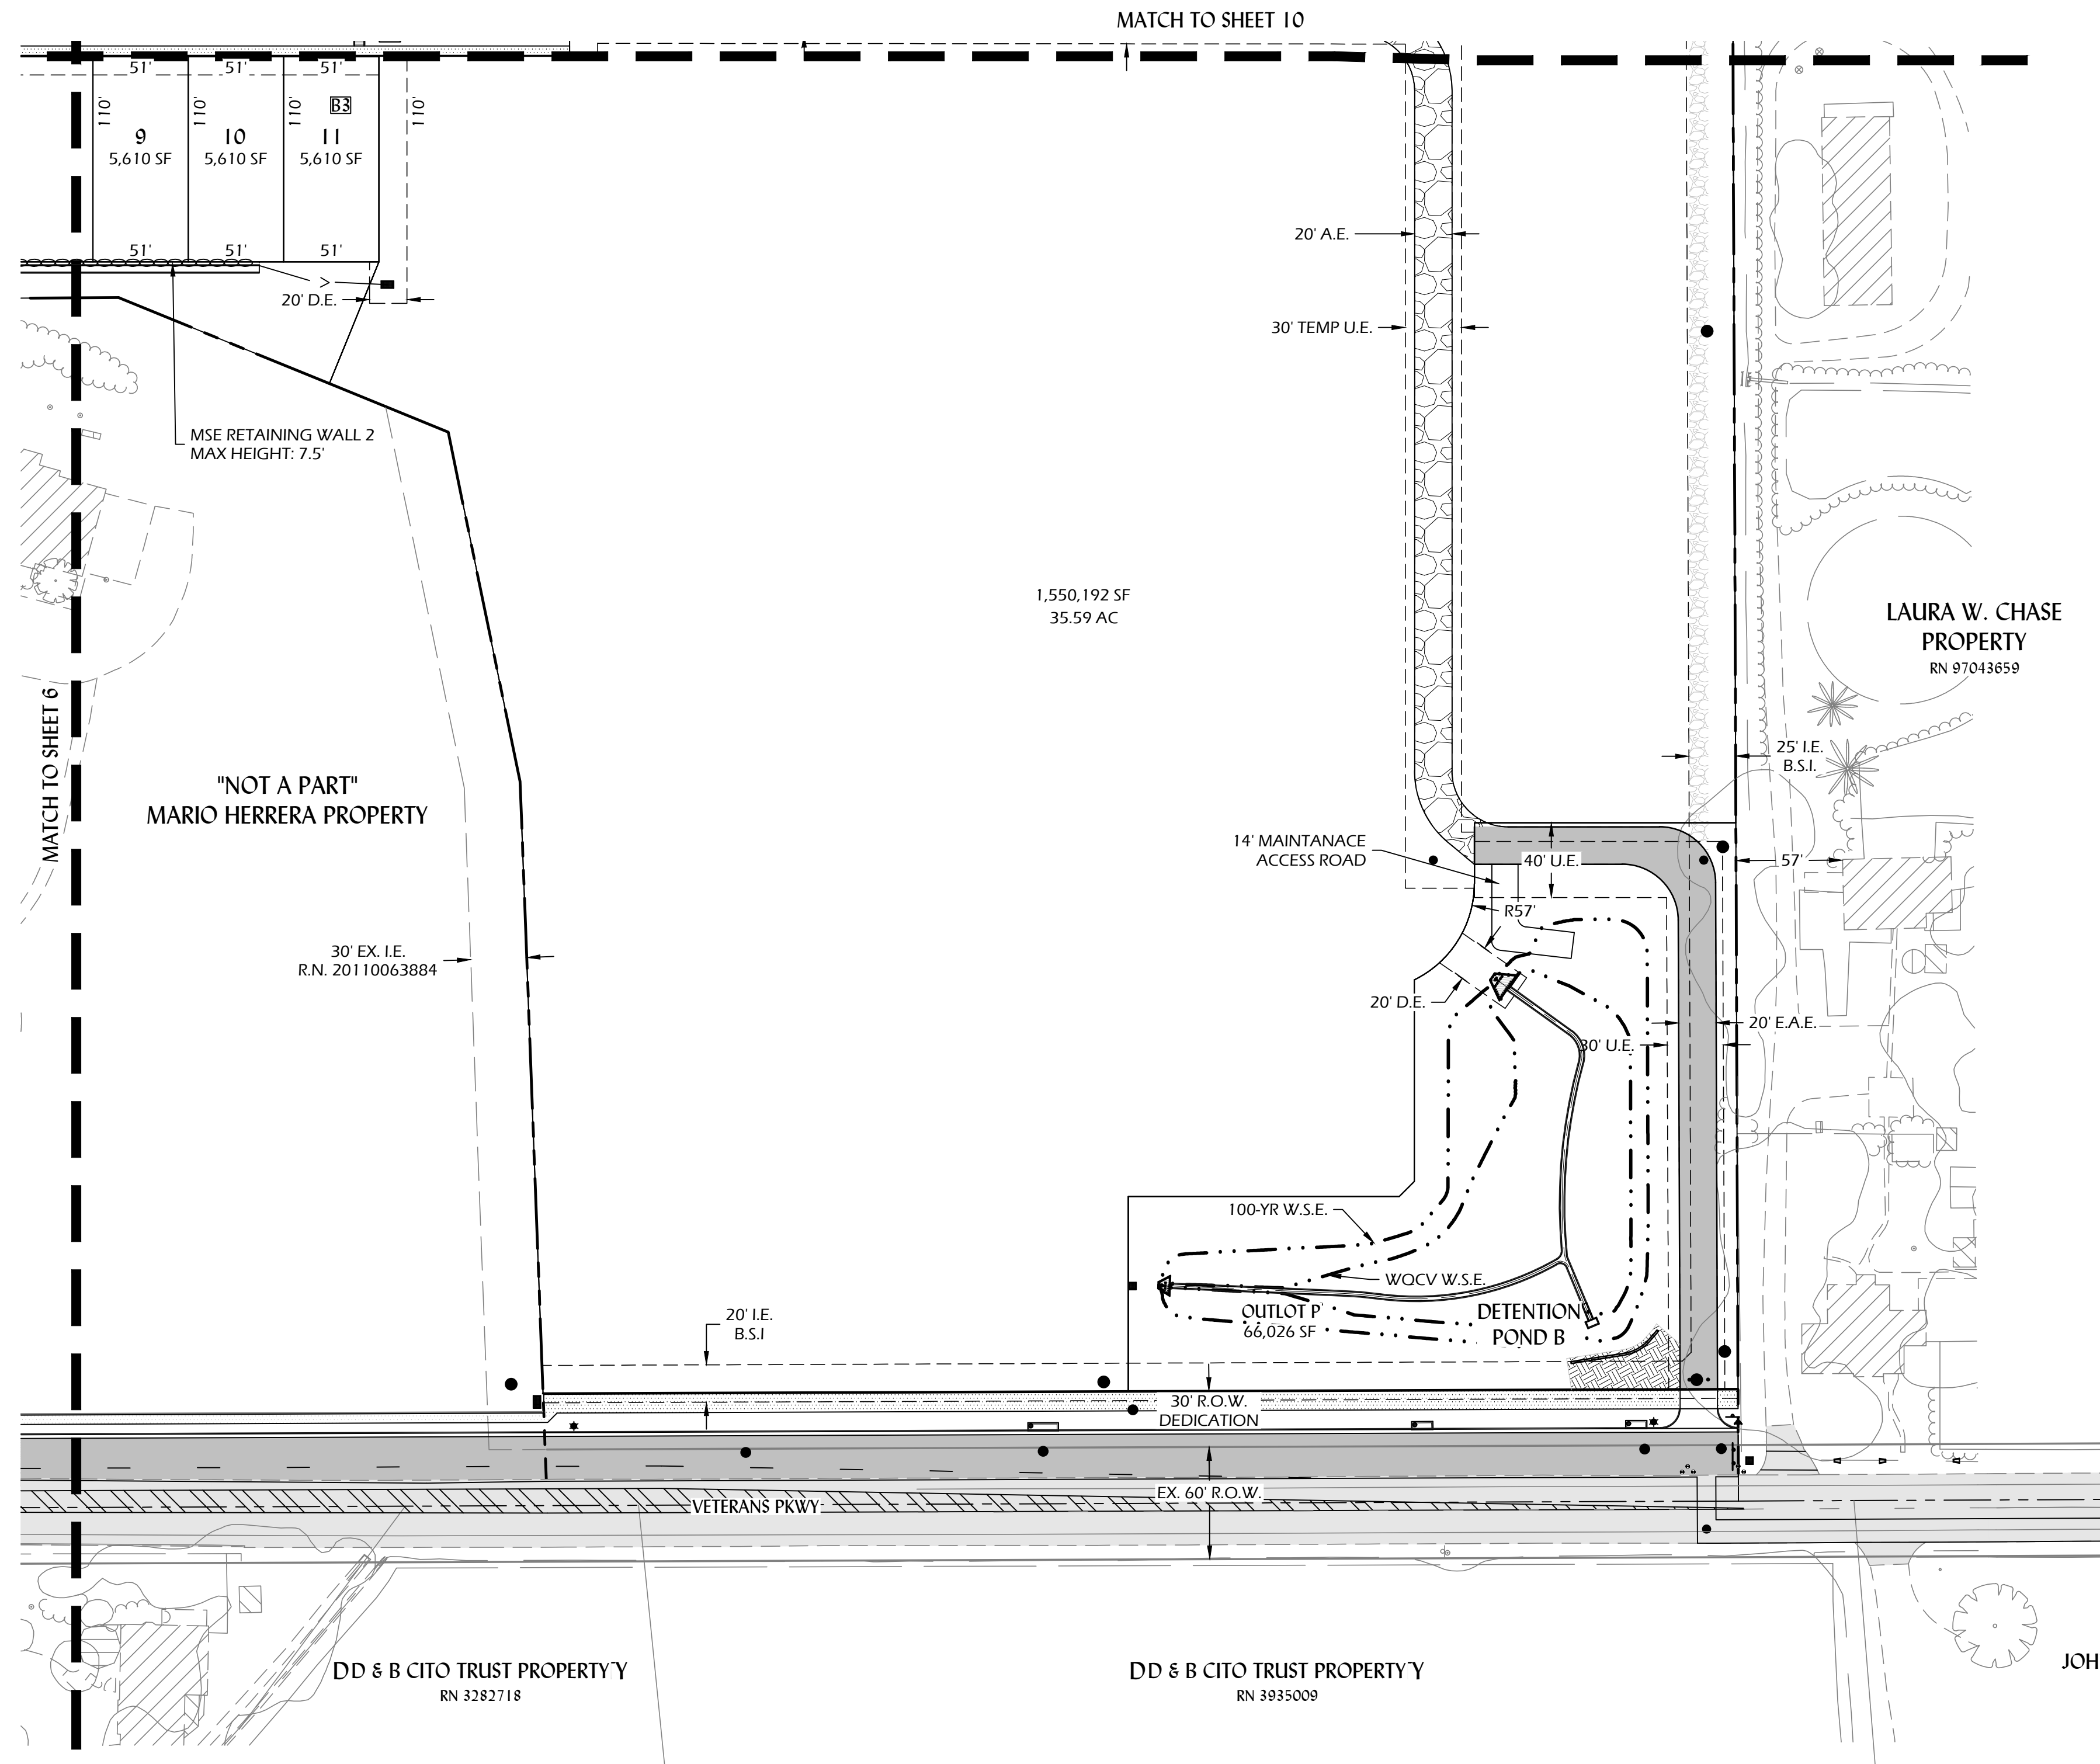 MATCH TO SHEET 10
51'
51'
51'
110'
110'
110'
110'
B3
9
10
11
5,610 SF
5,610 SF
5,610 SF
51'
51'
51'
20' D.E.
20' A.E.
30' TEMP U.E.
MSE RETAINING WALL 2
MAX HEIGHT: 7.5'
1,550,192 SF
35.59 AC
LAURA W. CHASE
PROPERTY
RN 97043659
MATCH TO SHEET 6
25' I.E.
B.S.I.
"NOT A PART"
MARIO HERRERA PROPERTY
14' MAINTANACE
ACCESS ROAD
40' U.E.
57'
R57'
30' EX. I.E.
R.N. 20110063884
20' D.E.
20' E.A.E.
30' U.E.
100-YR W.S.E.
WQCV W.S.E.
OUTLOT P
66,026 SF
DETENTION
POND B
20' I.E.
B.S.I
30' R.O.W.
DEDICATION
EX. 60' R.O.W.
VETERANS PKWY
DD & B CITO TRUST PROPERTYY
RN 3282718
DD & B CITO TRUST PROPERTYY
RN 3935009
JOH